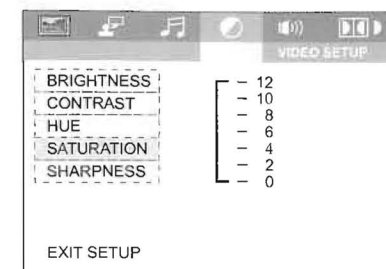 VIDEO SETUP
BRIGHTNESS
CONTRAST
HUE
SATURATION
SHARPNESS
12
10
8
6
4
2
0
EXIT SETUP